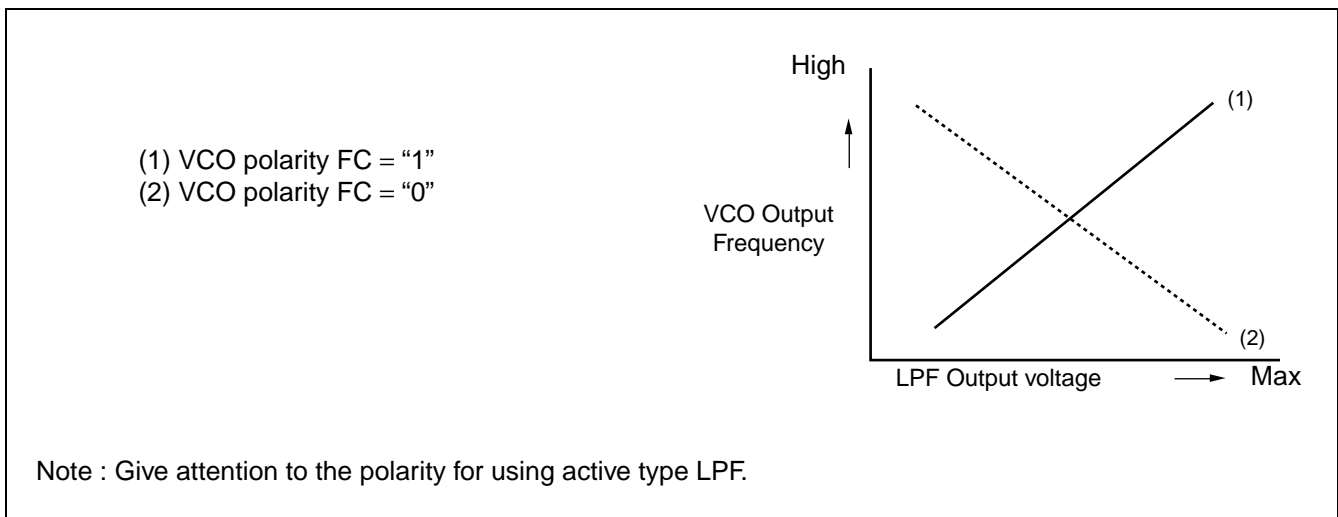 (1) VCO polarity FC = “1”
(2) VCO polarity FC = “0”
High
(1)
VCO Output
Frequency
(2)
LPF Output voltage
Max
Note : Give attention to the polarity for using active type LPF.